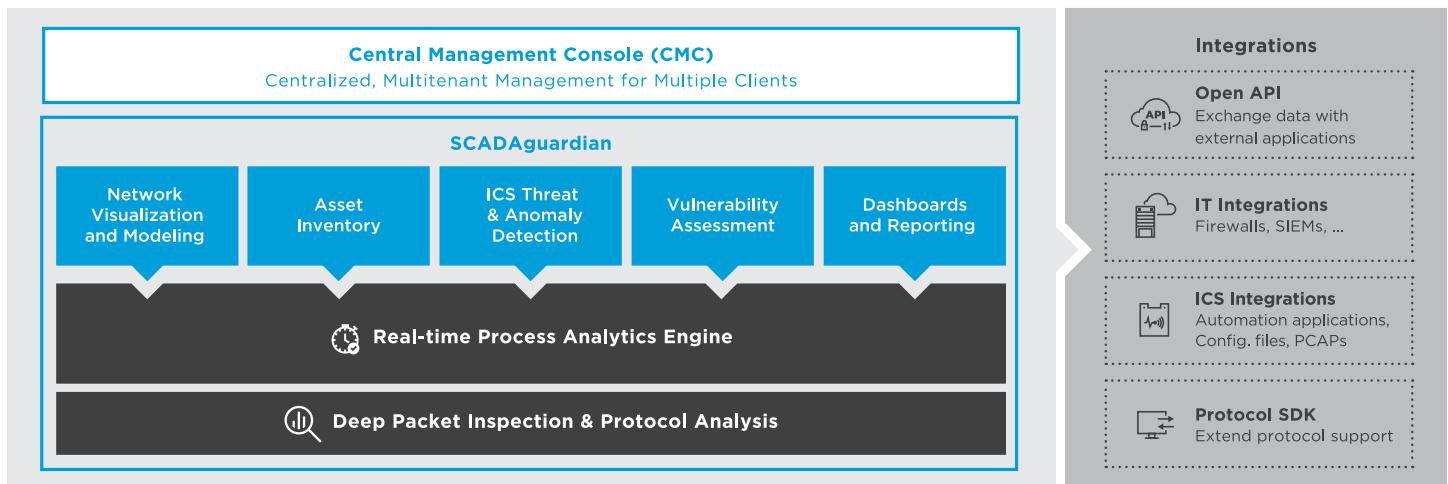 Central Management Console (CMC)
Centralized, Multitenant Management for Multiple Clients
SCADAguardian
Network
Visualization
and Modeling
Asset
Inventory
ICS Threat
& Anomaly
Detection
Vulnerability
Assessment
Dashboards
and Reporting
Real-time Process Analytics Engine
Deep Packet Inspection & Protocol Analysis
Integrations
API
Open API
Exchange data with
external applications
IT Integrations
Firewalls, SIEMs, ...
ICS Integrations
Automation applications,
Config. files, PCAPs
Protocol SDK
Extend protocol support